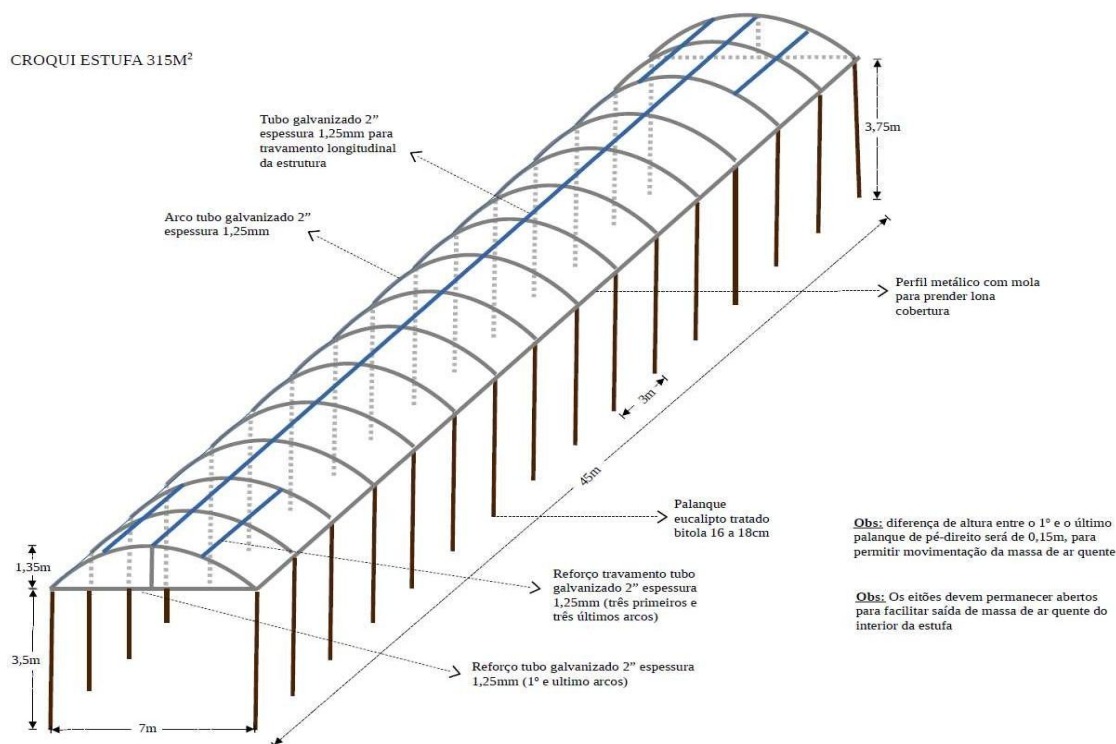 CROQUI ESTUFA 315M²
Tubo galvanizado 2”
espessura 1,25mm para
travamento longitudinal
da estrutura
3,75m
Arco tubo galvanizado 2”
espessura 1,25mm
Perfil metálico com mola
para prender lona
cobertura
3m
45m
Palanque
eucalipto tratado
bitola 16 a 18cm
Obs: diferença de altura entre o 1º e o último
palanque de pé-direito será de 0,15m, para
permitir movimentação da massa de ar quente
1,35m
Reforço travamento tubo
galvanizado 2” espessura
1,25mm (três primeiros e
três últimos arcos)
Obs: Os eitões devem permanecer abertos
para facilitar saída de massa de ar quente do
interior da estufa
3,5m
Reforço tubo galvanizado 2” espessura
1,25mm (1º e ultimo arcos)
7m